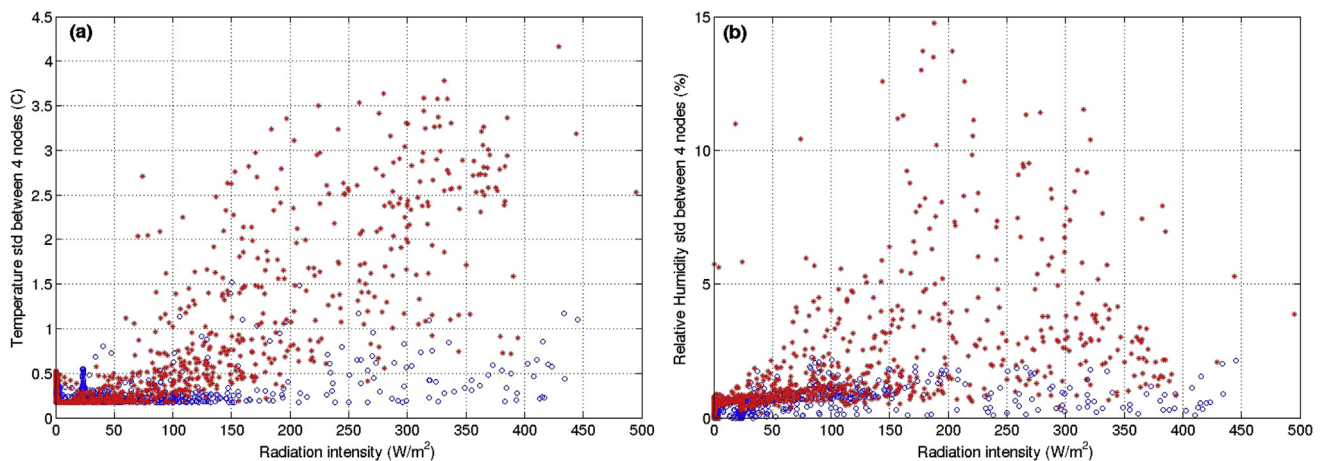 (a)
Temperature std between 4 nodes (C)
4.5
4
3.5
3
2.5
2
1.5
1
0.5
0
0 50 100 150 200 250 300 350 400 450 500
Radiation intensity (W/m²)
(b)
Relative Humidity std between 4 nodes (%)
15
10
5
0
0 50 100 150 200 250 300 350 400 450 500
Radiation intensity (W/m²)